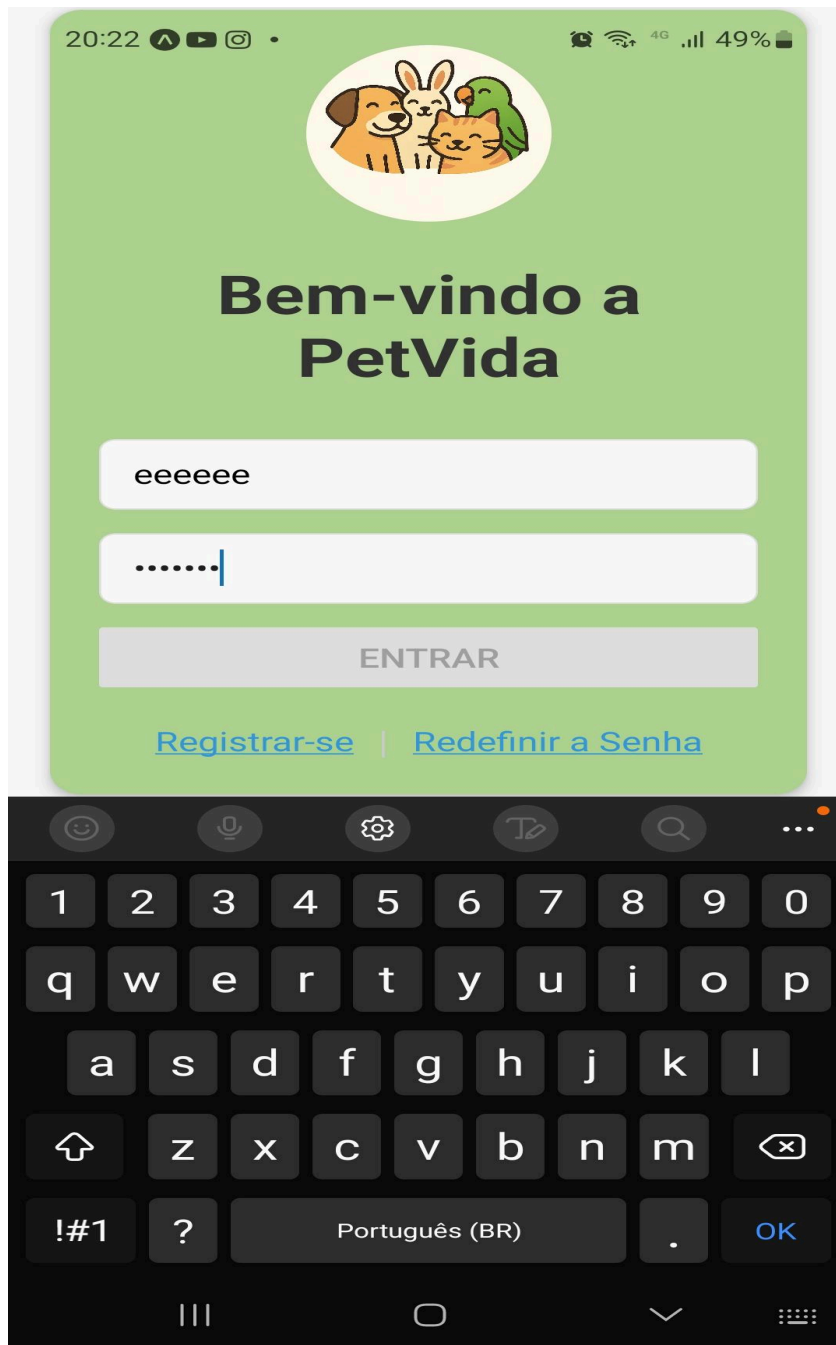 20:22 4G 49%
Bem-vindo a
PetVida
eeeeee
•••••••
ENTRAR
Registrar-se | Redefinir a Senha
1 2 3 4 5 6 7 8 9 0
q w e r t y u i o p
a s d f g h j k l
z x c v b n m
!#1 ? Português (BR) . OK